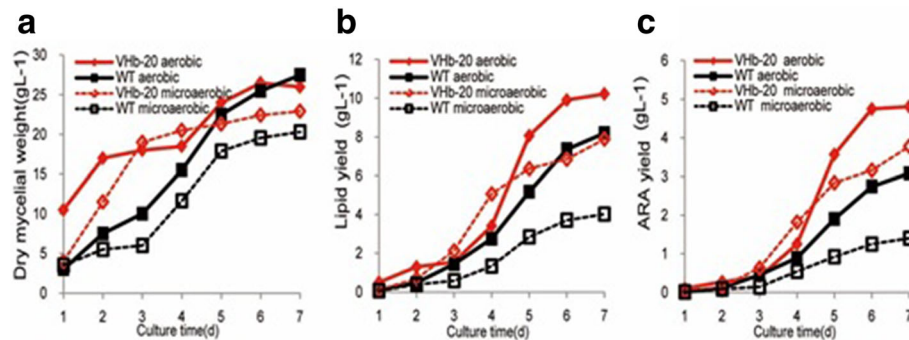 a
Dry mycelial weight(gL-1)
30
25
20
15
10
5
0
VHb-20 aerobic
WT aerobic
VHb-20 microaerobic
WT microaerobic
1 2 3 4 5 6 7
Culture time(d)
b
Lipid yield (gL-1)
12
10
8
6
4
2
0
VHb-20 aerobic
WT aerobic
VHb-20 microaerobic
WT microaerobic
1 2 3 4 5 6 7
Culture time(d)
c
ARA yield (gL-1)
6
5
4
3
2
1
0
VHb-20 aerobic
WT aerobic
VHb-20 microaerobic
WT microaerobic
1 2 3 4 5 6 7
Culture time(d)